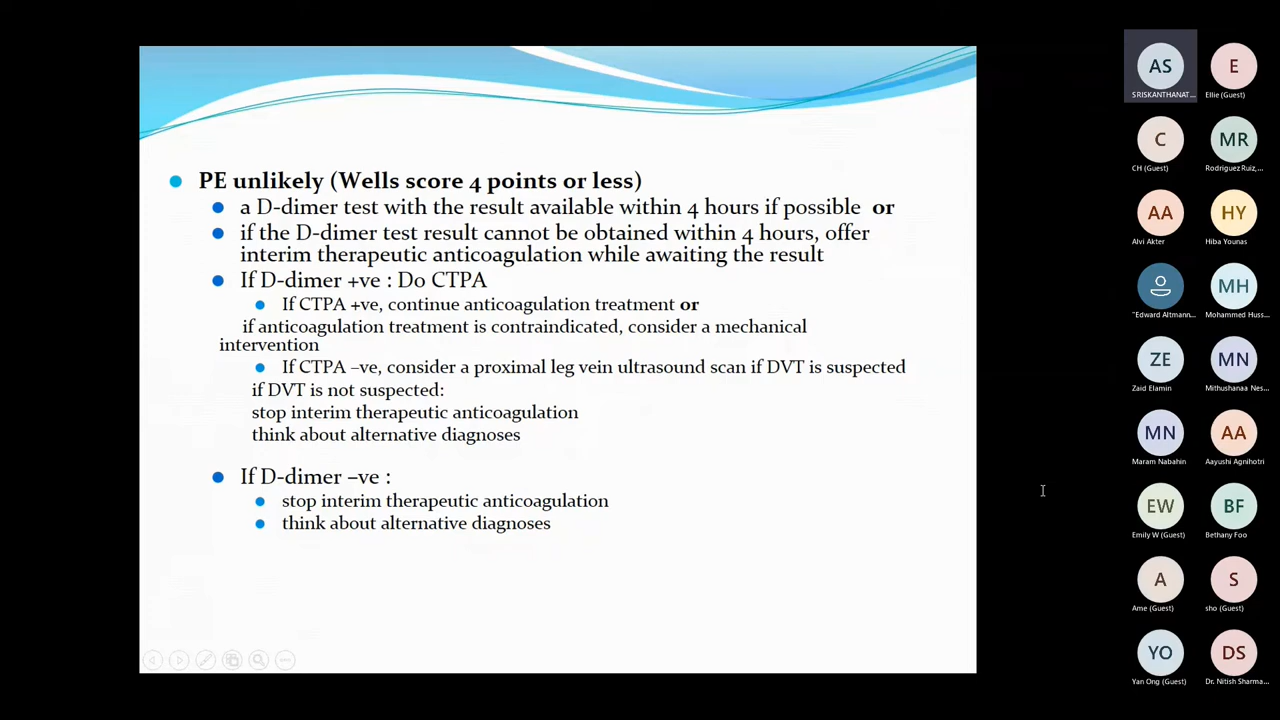 PE unlikely (Wells score 4 points or less)
a D-dimer test with the result available within 4 hours if possible or
if the D-dimer test result cannot be obtained within 4 hours, offer
interim therapeutic anticoagulation while awaiting the result
If D-dimer +ve : Do CTPA
If CTPA +ve, continue anticoagulation treatment or
if anticoagulation treatment is contraindicated, consider a mechanical
intervention
If CTPA –ve, consider a proximal leg vein ultrasound scan if DVT is suspected
if DVT is not suspected:
stop interim therapeutic anticoagulation
think about alternative diagnoses
If D-dimer –ve :
stop interim therapeutic anticoagulation
think about alternative diagnoses
AS E
SRISKANTHANAT... Ellie (Guest)
C MR
CH (Guest) Rodriguez Ruiz,...
AA HY
Alvi Akter Hiba Younas
MH
"Edward Altmann... Mohammed Huss...
ZE MN
Zaid Elamin Mithushanaa Nes...
MN AA
Maram Nabahin Aayushi Agnihotri
EW BF
Emily W (Guest) Bethany Foo
A S
Ame (Guest) sho (Guest)
YO DS
Yan Ong (Guest) Dr. Nitish Sharma...